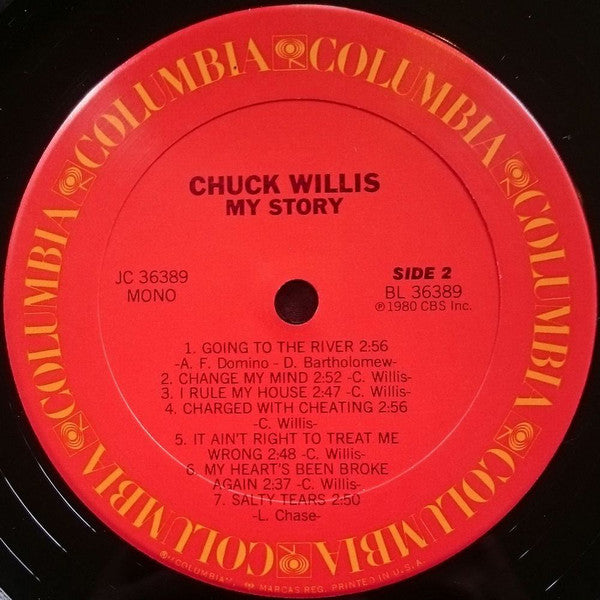 COLUMBIA COLUMBIA COLUMBIA COLUMBIA COLUMBIA COLUMBIA
CHUCK WILLIS
MY STORY
JC 36389
MONO
SIDE 2
BL 36389
℗ 1980 CBS Inc.
1. GOING TO THE RIVER 2:56
-A. F. Domino - D. Bartholomew-
2. CHANGE MY MIND 2:52 -C. Willis-
3. I RULE MY HOUSE 2:47 -C. Willis-
4. CHARGED WITH CHEATING 2:56
-C. Willis-
5. IT AIN'T RIGHT TO TREAT ME
WRONG 2:48 -C. Willis-
6. MY HEART'S BEEN BROKE
AGAIN 2:37 -C. Willis-
7. SALTY TEARS 2:50
-L. Chase-
"COLUMBIA", MARCAS REG. PRINTED IN U.S.A.